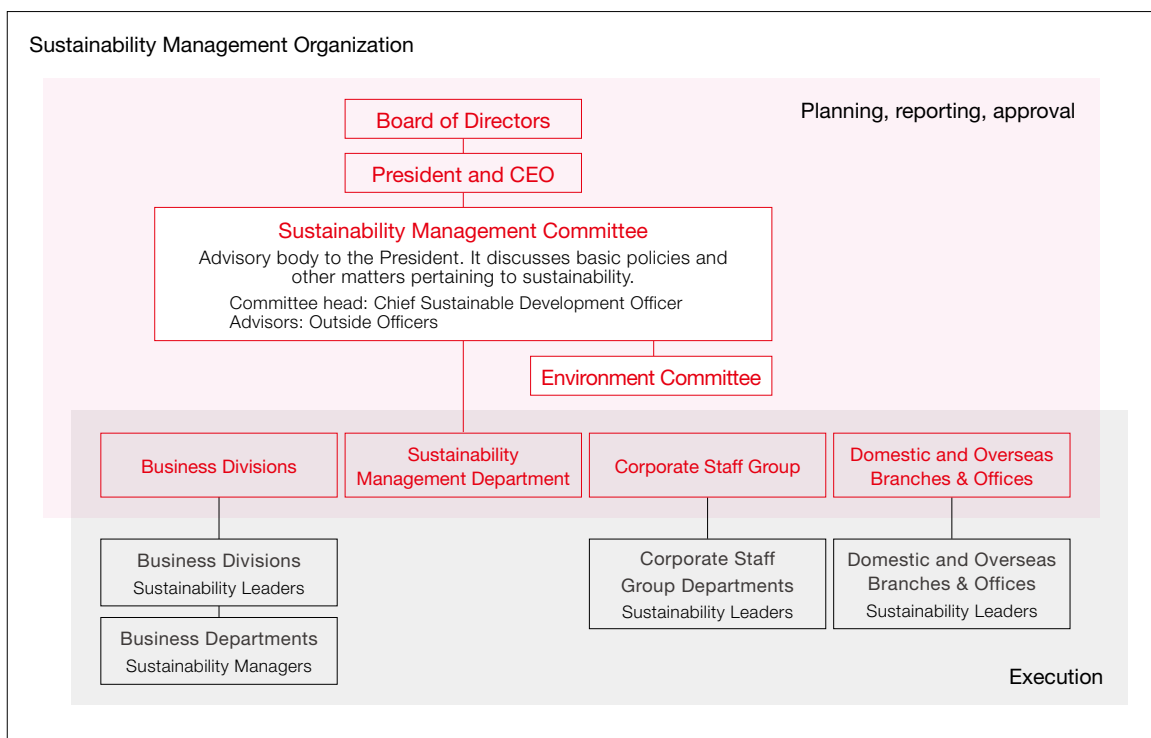 Sustainability Management Organization
Planning, reporting, approval
Board of Directors
President and CEO
Sustainability Management Committee
Advisory body to the President. It discusses basic policies and
other matters pertaining to sustainability.
Committee head: Chief Sustainable Development Officer
Advisors: Outside Officers
Environment Committee
Business Divisions
Sustainability
Management Department
Corporate Staff Group
Domestic and Overseas
Branches & Offices
Business Divisions
Sustainability Leaders
Business Departments
Sustainability Managers
Corporate Staff
Group Departments
Sustainability Leaders
Domestic and Overseas
Branches & Offices
Sustainability Leaders
Execution